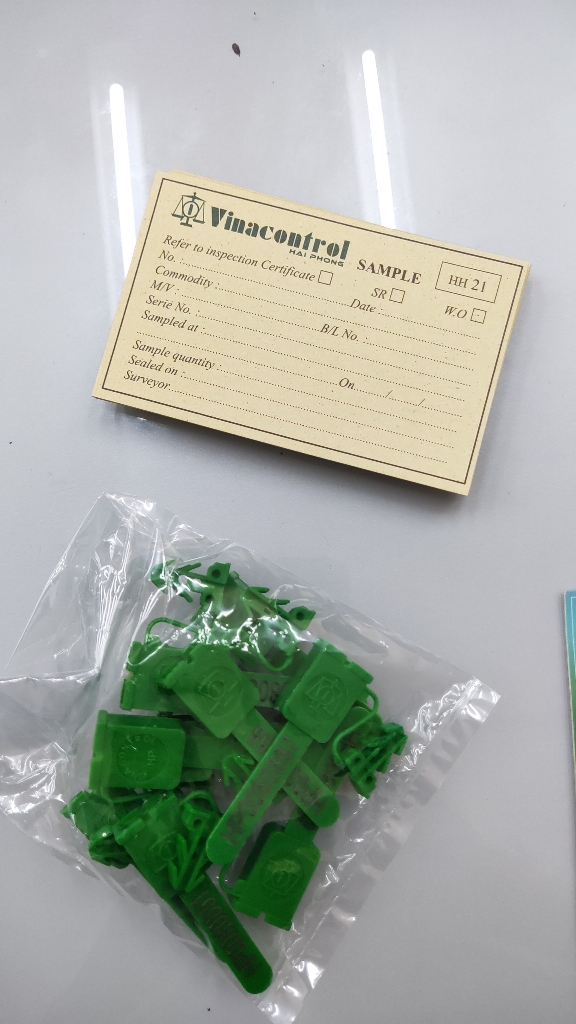 Vinacontrol
HAI PHONG
SAMPLE
HH 21
Refer to inspection Certificate SR W.O
No. : Date :
Commodity :
M/V : B/L No. :
Serie No. :
Sampled at :
Sample quantity : On / /
Sealed on :
Surveyor